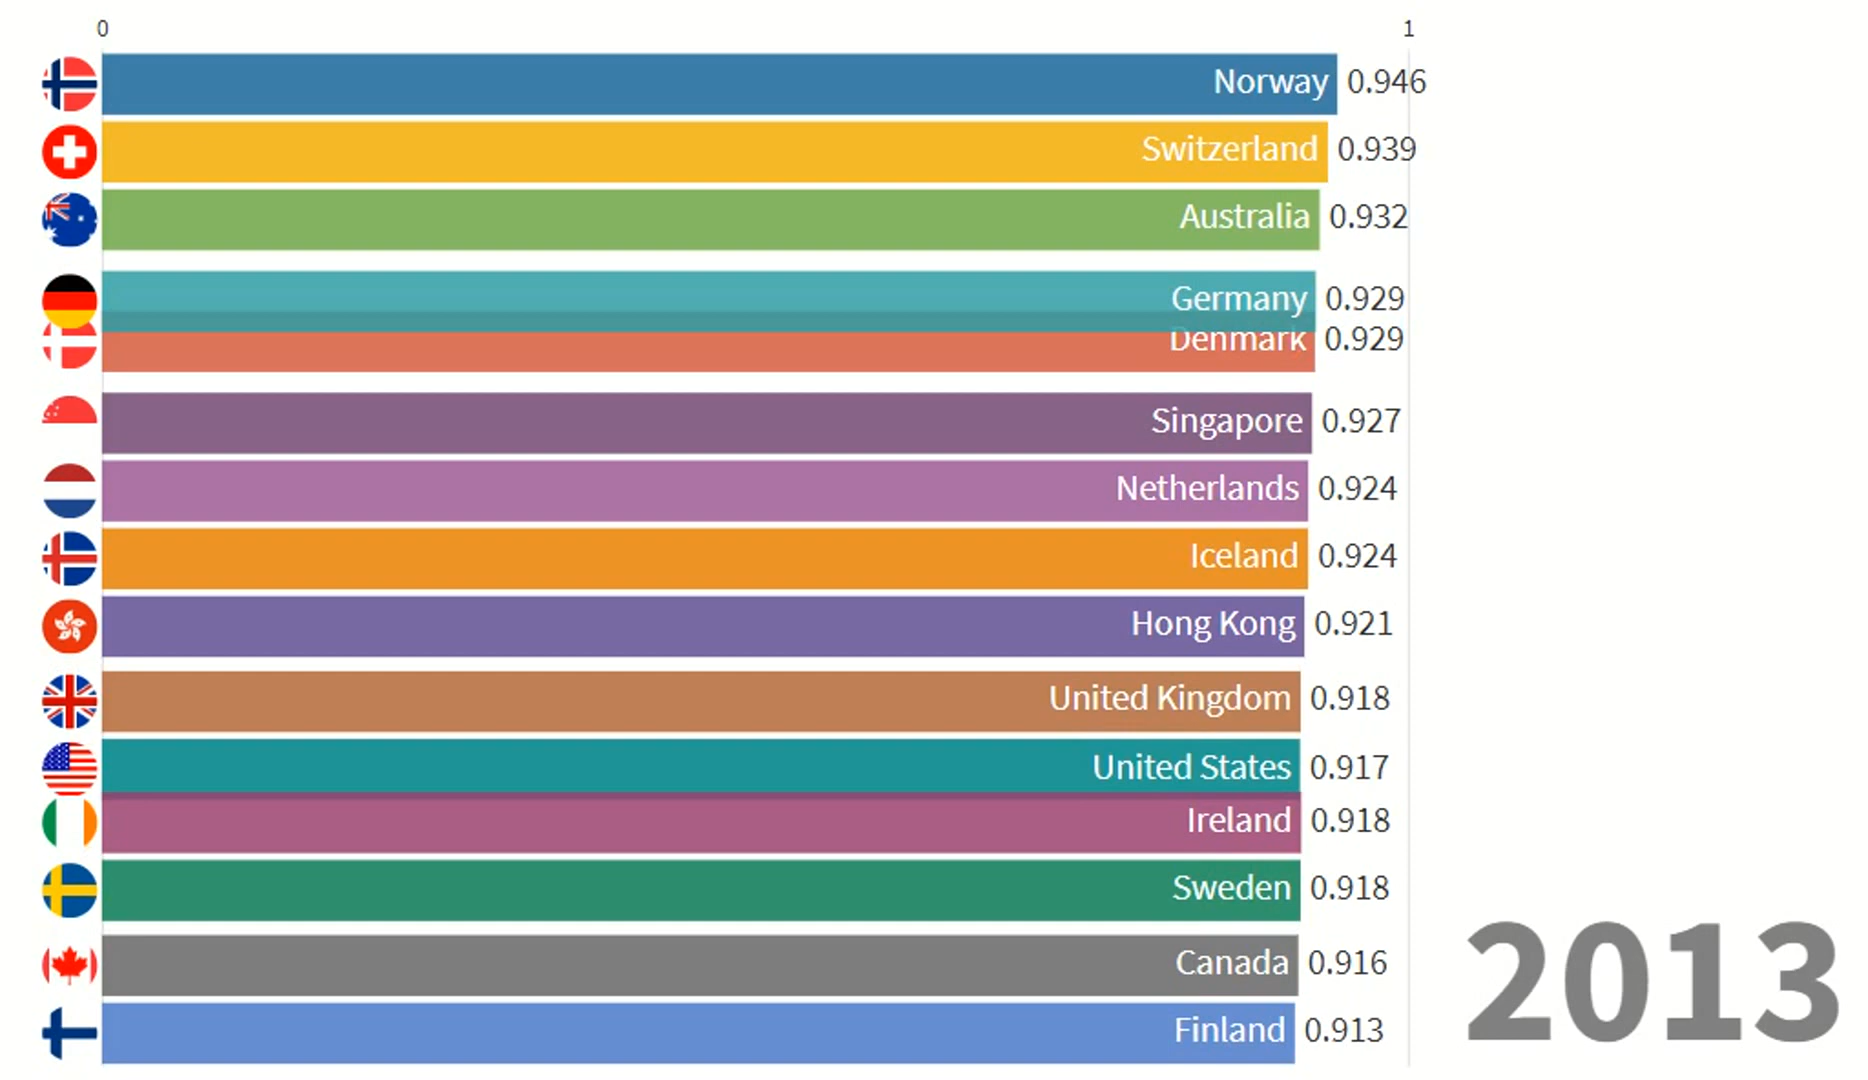 0 1
Norway 0.946
Switzerland 0.939
Australia 0.932
Germany 0.929
Denmark 0.929
Singapore 0.927
Netherlands 0.924
Iceland 0.924
Hong Kong 0.921
United Kingdom 0.918
United States 0.917
Ireland 0.918
Sweden 0.918
Canada 0.916
Finland 0.913
2013